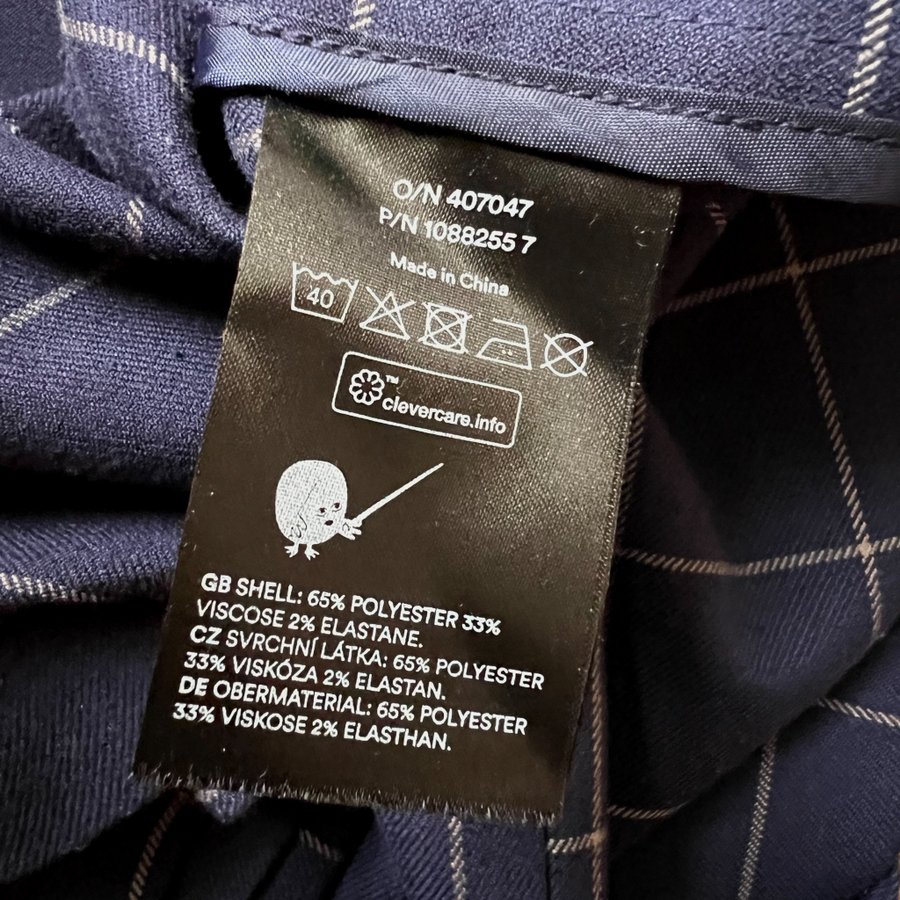 O/N 407047
P/N 1088255 7
Made in China
40
™
clevercare.info
GB SHELL: 65% POLYESTER 33%
VISCOSE 2% ELASTANE.
CZ SVRCHNÍ LÁTKA: 65% POLYESTER
33% VISKÓZA 2% ELASTAN.
DE OBERMATERIAL: 65% POLYESTER
33% VISKOSE 2% ELASTHAN.